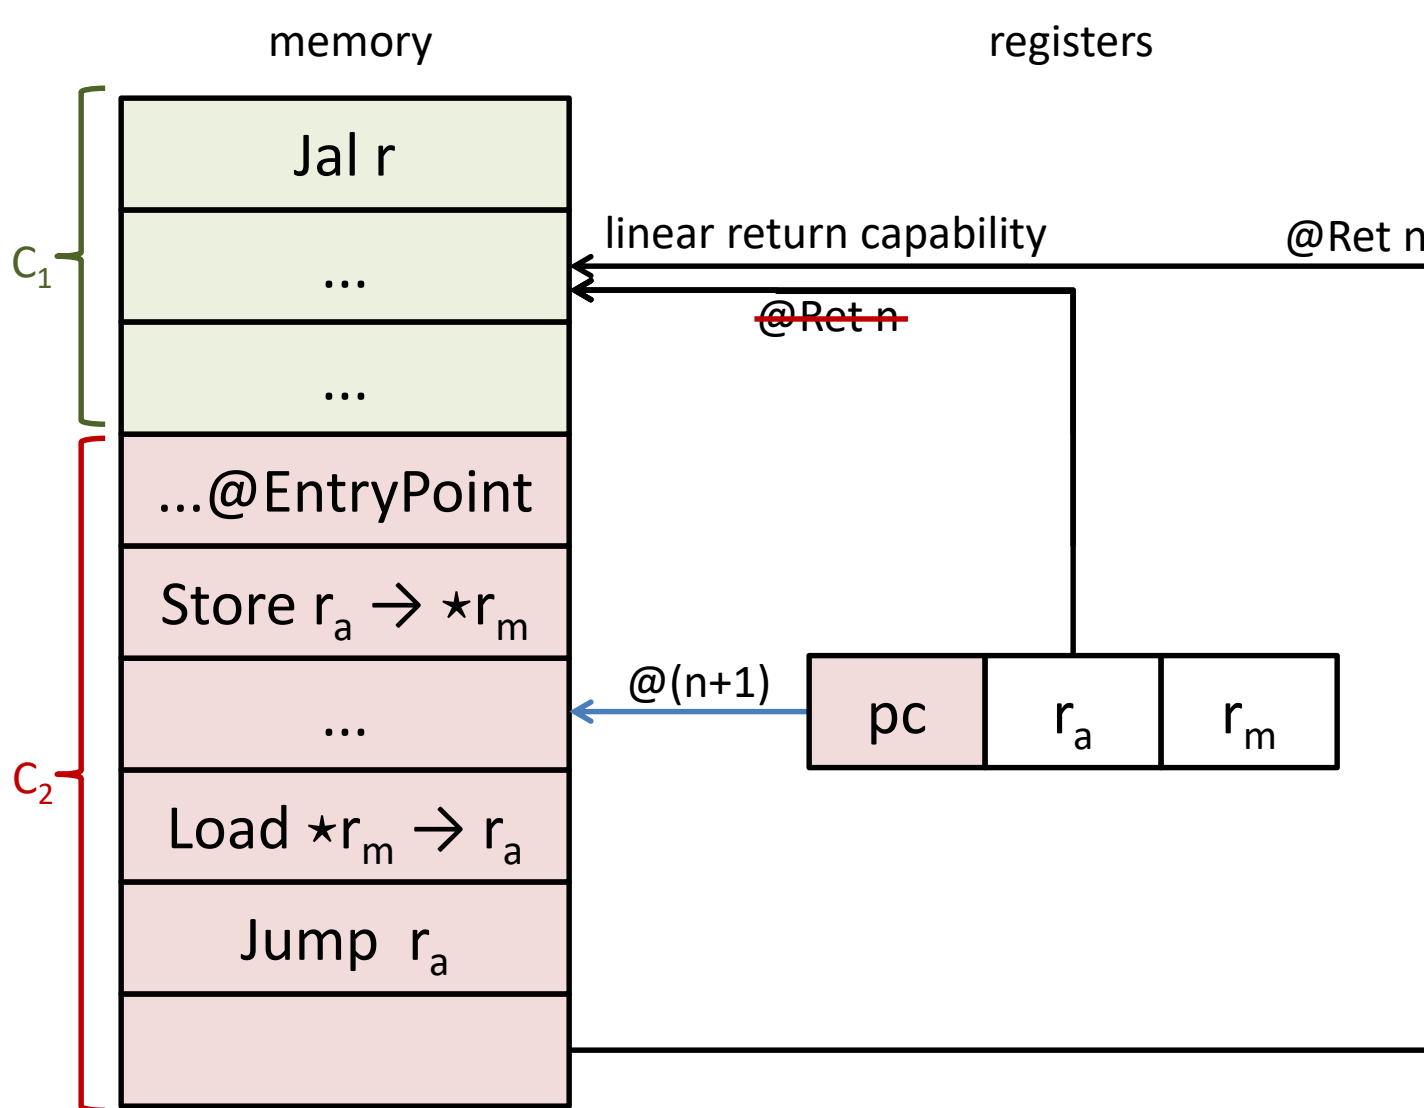 memory
registers
Jal r
linear return capability
@Ret n
C₁
...
@Ret n
...
...@EntryPoint
Store rₐ → ⋆rₘ
@(n+1)
...
pc
rₐ
rₘ
C₂
Load ⋆rₘ → rₐ
Jump rₐ